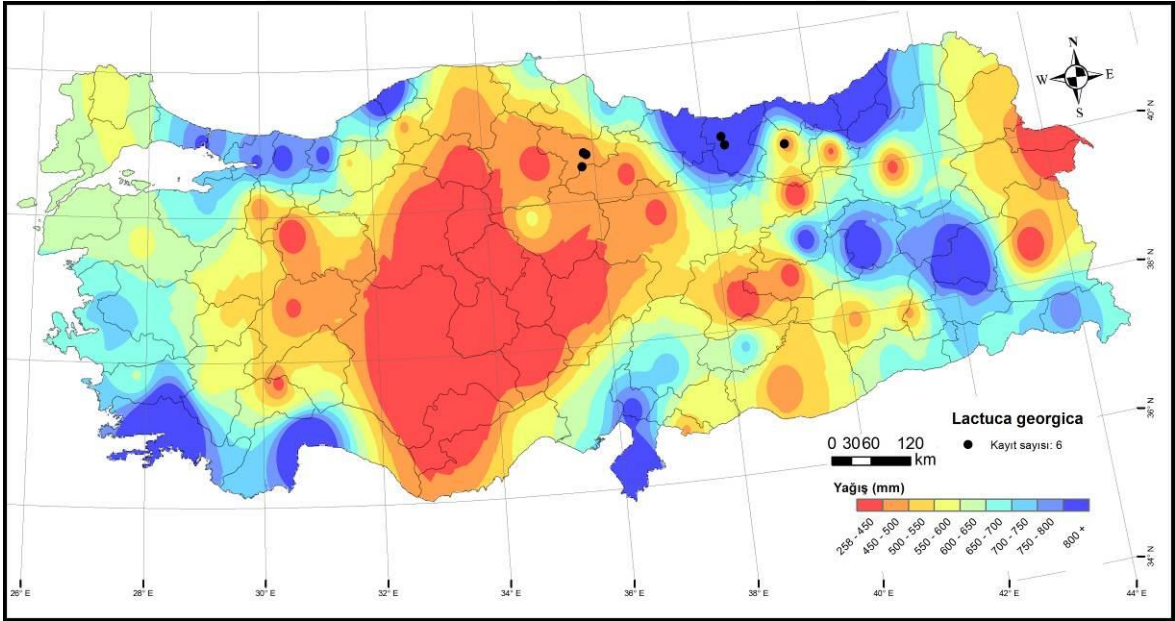 N
W E
S
40° N
38° N
36° N
34° N
Lactuca georgica
Kayıt sayısı: 6
0 30 60 120
km
Yağış (mm)
258 - 450
450 - 500
500 - 550
550 - 600
600 - 650
650 - 700
700 - 750
750 - 800
800 +
26° E 28° E 30° E 32° E 34° E 36° E 38° E 40° E 42° E 44° E